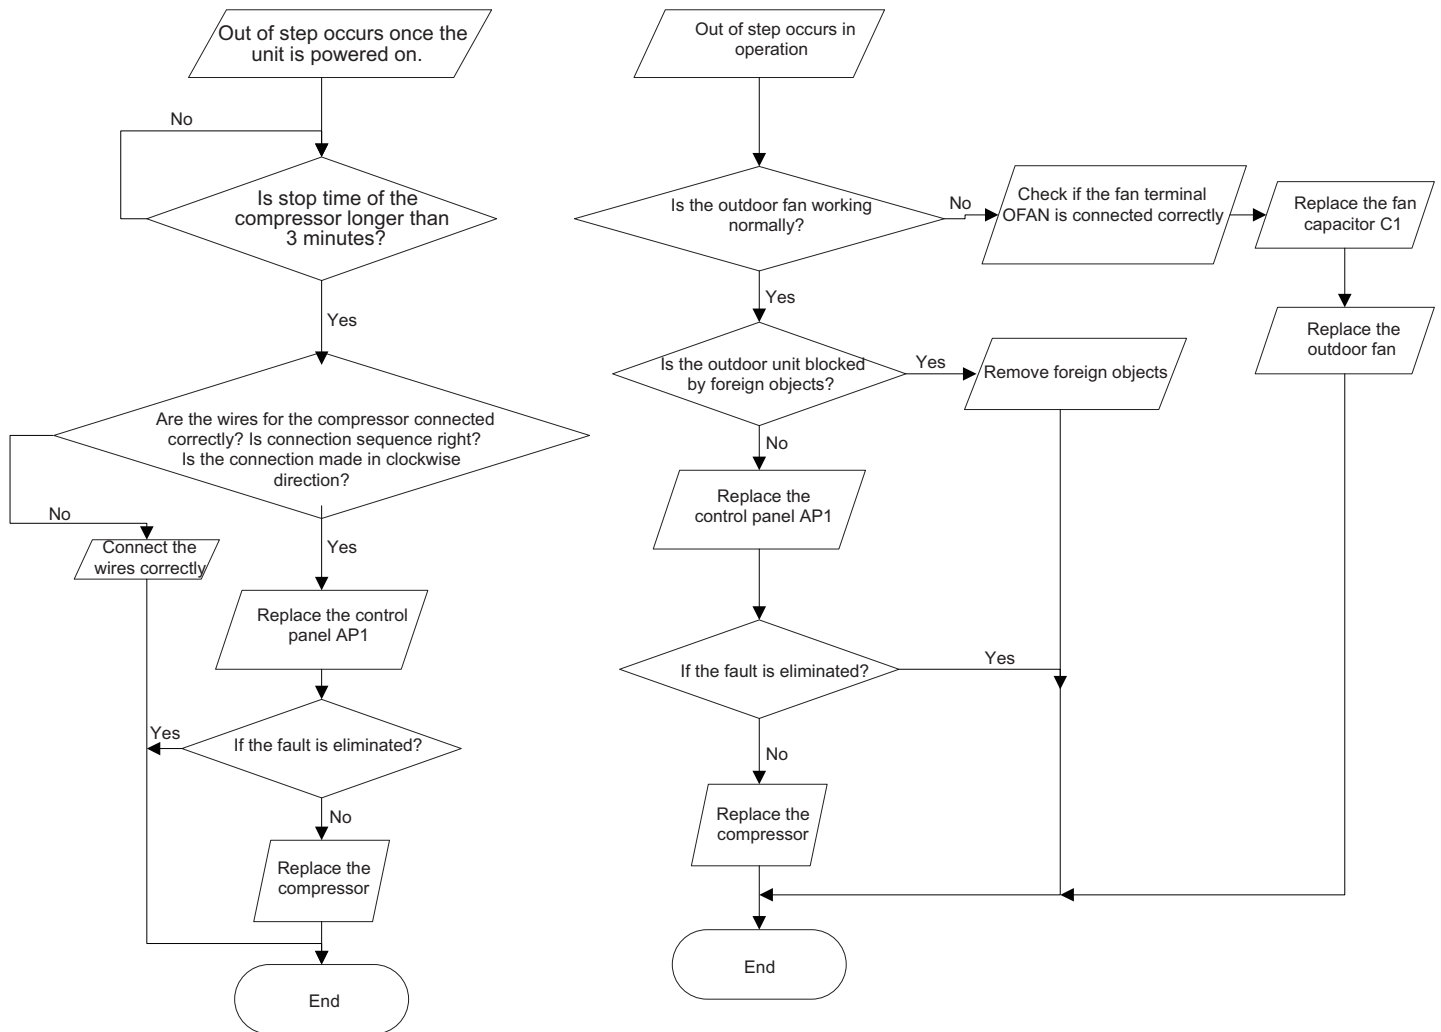 Out of step occurs once the
unit is powered on.
No
Is stop time of the
compressor longer than
3 minutes?
Yes
Are the wires for the compressor connected
correctly? Is connection sequence right?
Is the connection made in clockwise
direction?
No
Connect the
wires correctly
Yes
Replace the control
panel AP1
Yes
If the fault is eliminated?
No
Replace the
compressor
End
Out of step occurs in
operation
Is the outdoor fan working
normally?
No
Check if the fan terminal
OFAN is connected correctly
Replace the fan
capacitor C1
Replace the
outdoor fan
Yes
Is the outdoor unit blocked
by foreign objects?
Yes
Remove foreign objects
No
Replace the
control panel AP1
If the fault is eliminated?
Yes
No
Replace the
compressor
End